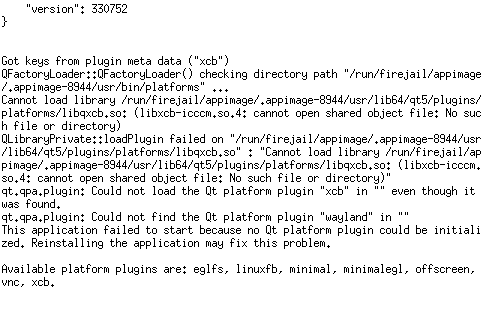 "version": 330752
}
Got keys from plugin meta data ("xcb")
QFactoryLoader::QFactoryLoader() checking directory path "/run/firejail/appimage
/.appimage-8944/usr/bin/platforms" ...
Cannot load library /run/firejail/appimage/.appimage-8944/usr/lib64/qt5/plugins/
platforms/libqxcb.so: (libxcb-icccm.so.4: cannot open shared object file: No suc
h file or directory)
QLibraryPrivate::loadPlugin failed on "/run/firejail/appimage/.appimage-8944/usr
/lib64/qt5/plugins/platforms/libqxcb.so" : "Cannot load library /run/firejail/ap
pimage/.appimage-8944/usr/lib64/qt5/plugins/platforms/libqxcb.so: (libxcb-icccm.
so.4: cannot open shared object file: No such file or directory)"
qt.qpa.plugin: Could not load the Qt platform plugin "xcb" in "" even though it
was found.
qt.qpa.plugin: Could not find the Qt platform plugin "wayland" in ""
This application failed to start because no Qt platform plugin could be initiali
zed. Reinstalling the application may fix this problem.
Available platform plugins are: eglfs, linuxfb, minimal, minimalegl, offscreen,
vnc, xcb.